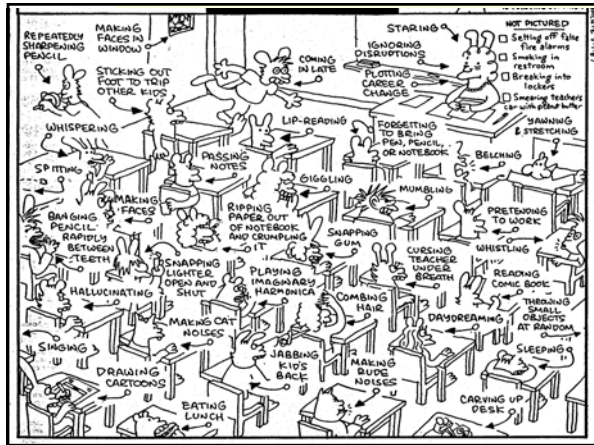 NOT PICTURED
Setting off false
fire alarms
Smoking in
restroom
Breaking into
lockers
Smearing teachers
car with peanut butter
REPEATEDLY
SHARPENING
PENCIL
MAKING
FACES IN
WINDOW
STICKING OUT
FOOT TO TRIP
OTHER KIDS
COMING
IN LATE
STARING
IGNORING
DISRUPTIONS
PLOTTING
CAREER
CHANGE
WHISPERING
LIP-READING
FORGETTING
TO BRING
PEN, PENCIL,
OR NOTEBOOK
YAWNING
& STRETCHING
SPITTING
PASSING
NOTES
GIGGLING
BELCHING
MUMBLING
MAKING
FACES
RIPPING
PAPER OUT
OF NOTEBOOK
AND CRUMPLING
IT
PRETENDING
TO WORK
BANGING
PENCIL
RAPIDLY
BETWEEN
TEETH
SNAPPING
GUM
WHISTLING
SNAPPING
LIGHTER
OPEN AND
SHUT
CURSING
TEACHER
UNDER
BREATH
READING
COMIC BOOK
HALLUCINATING
PLAYING
IMAGINARY
HARMONICA
COMBING
HAIR
THROWING
SMALL
OBJECTS
AT RANDOM
MAKING CAT
NOISES
DAYDREAMING
SINGING
JABBING
KID'S
BACK
MAKING
RUDE
NOISES
SLEEPING
DRAWING
CARTOONS
EATING
LUNCH
CARVING UP
DESK